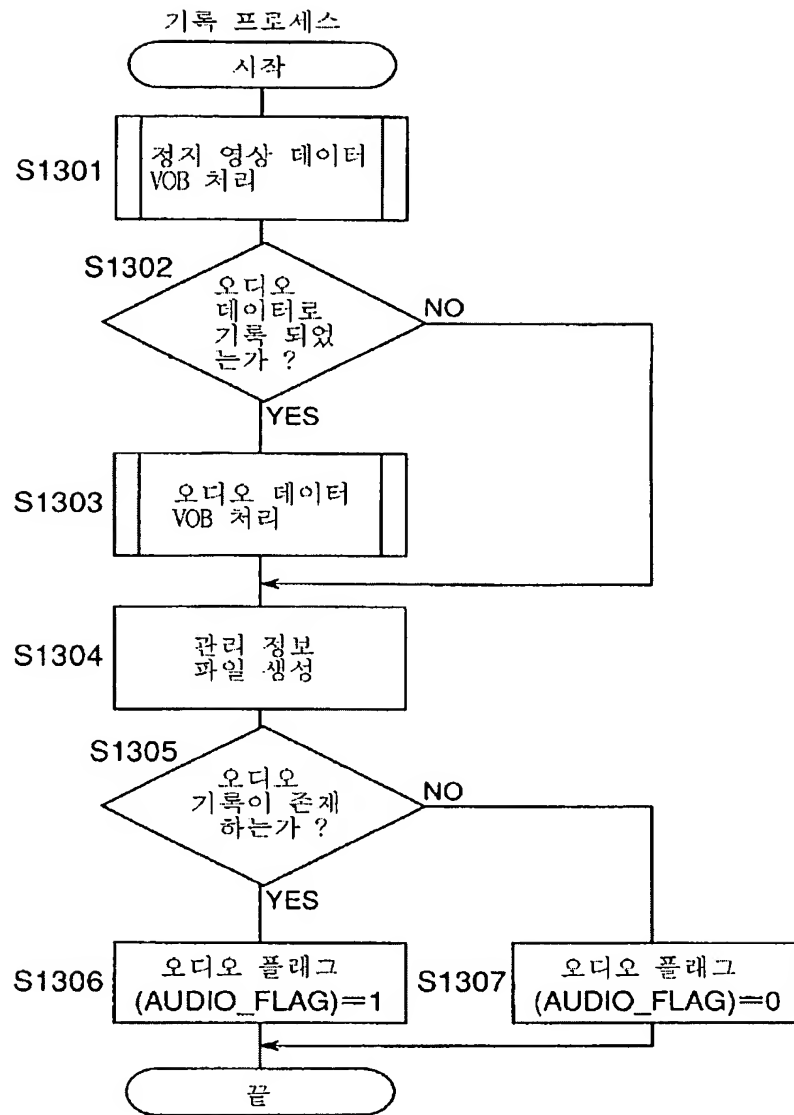 기록 프로세스
시작
S1301
정지 영상 데이터
VOB 처리
S1302
오디오
데이터로
기록 되었
는가 ?
NO
YES
S1303
오디오 데이터
VOB 처리
S1304
관리 정보
파일 생성
S1305
오디오
기록이 존재
하는가 ?
NO
YES
S1306
오디오 플래그
(AUDIO_FLAG)=1
S1307
오디오 플래그
(AUDIO_FLAG)=0
끝